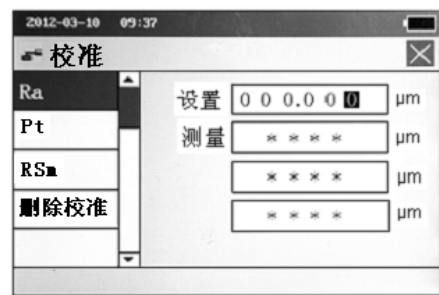 2012-03-10 09:37
校准
Ra
Pt
RSm
删除校准
设置 0 0 0.0 0 0 μm
测量 * * * * μm
* * * * μm
* * * * μm